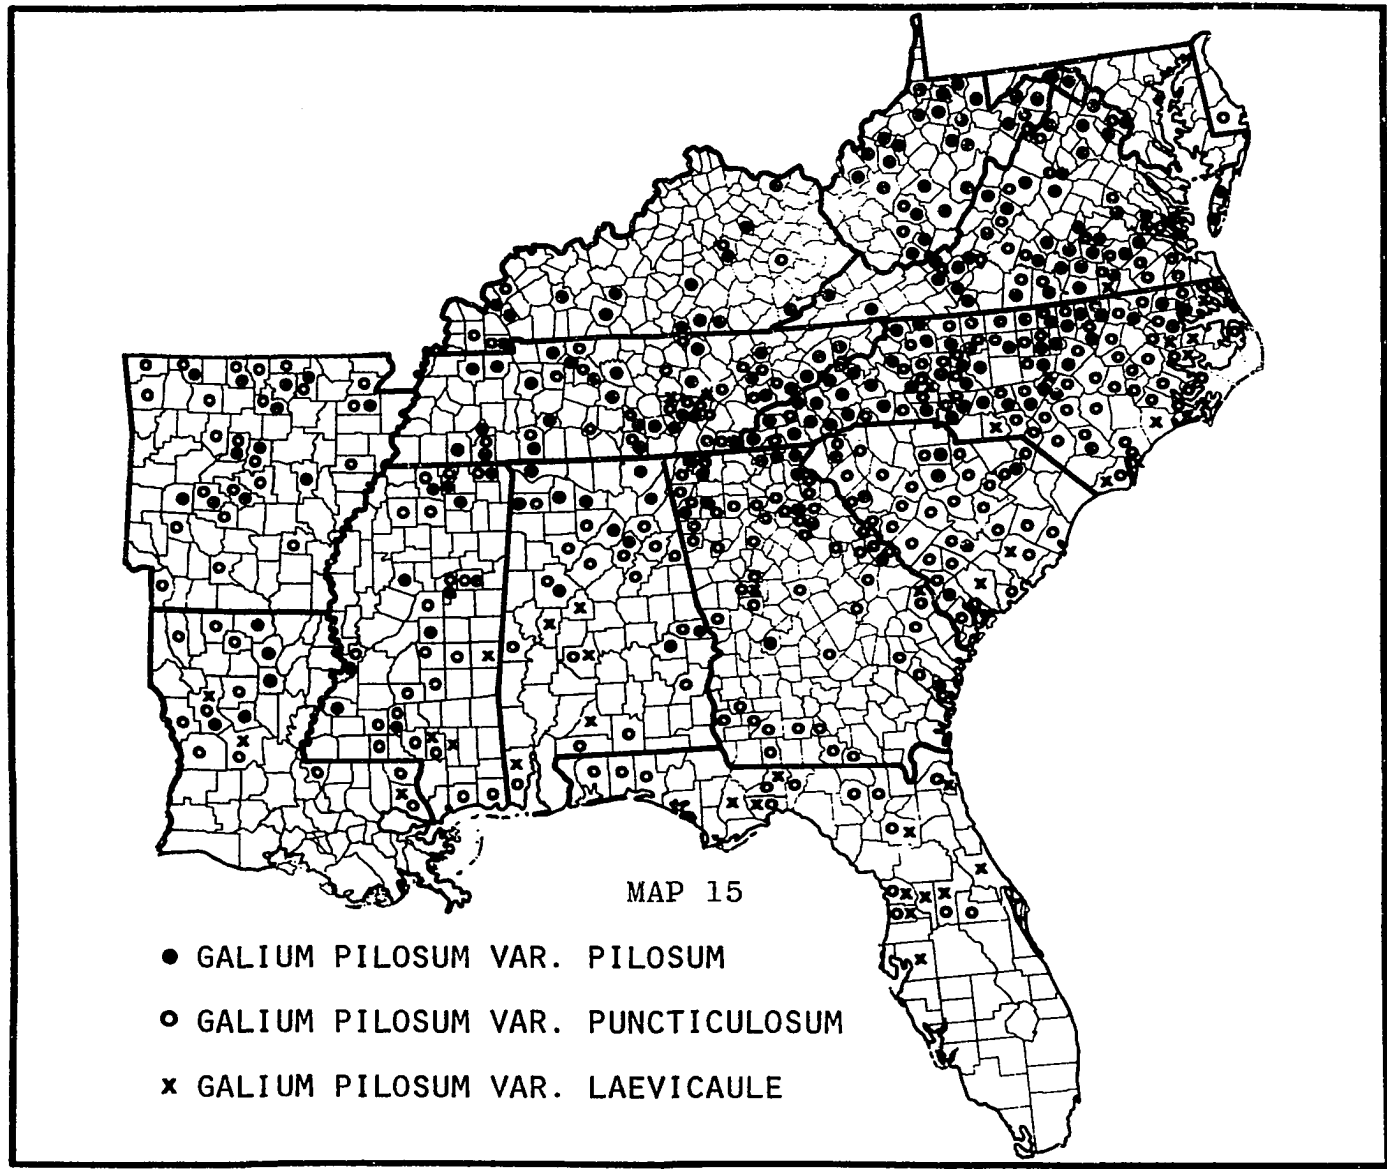 MAP 15
● GALIUM PILOSUM VAR. PILOSUM
o GALIUM PILOSUM VAR. PUNCTICULOSUM
x GALIUM PILOSUM VAR. LAEVICAULE